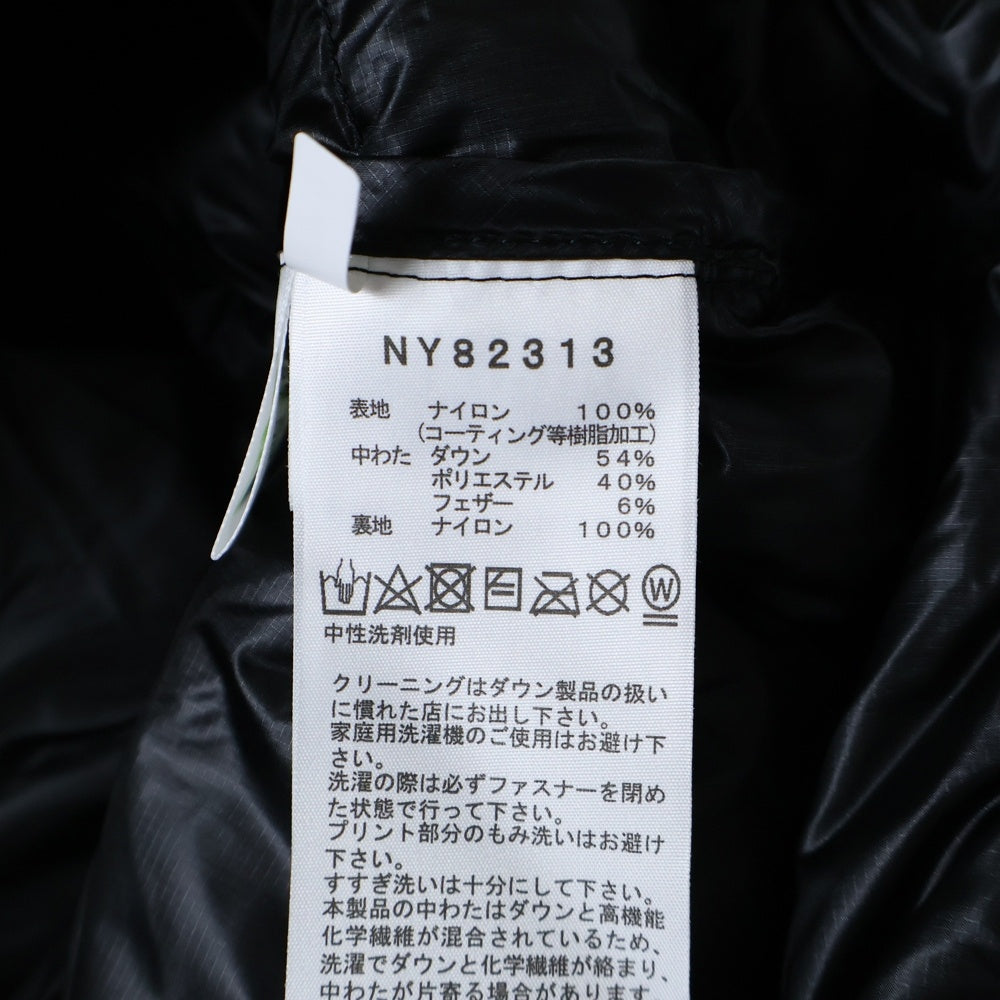 NY82313
表地 ナイロン 100%
(コーティング等樹脂加工)
中わた ダウン 54%
ポリエステル 40%
フェザー 6%
裏地 ナイロン 100%
W
中性洗剤使用
クリーニングはダウン製品の扱い
に慣れた店にお出し下さい。
家庭用洗濯機のご使用はお避け下
さい。
洗濯の際は必ずファスナーを閉め
た状態で行って下さい。
プリント部分のもみ洗いはお避け
下さい。
すすぎ洗いは十分にして下さい。
本製品の中わたはダウンと高機能
化学繊維が混合されているため、
洗濯でダウンと化学繊維が絡まり、
中わたが片寄る場合があります。